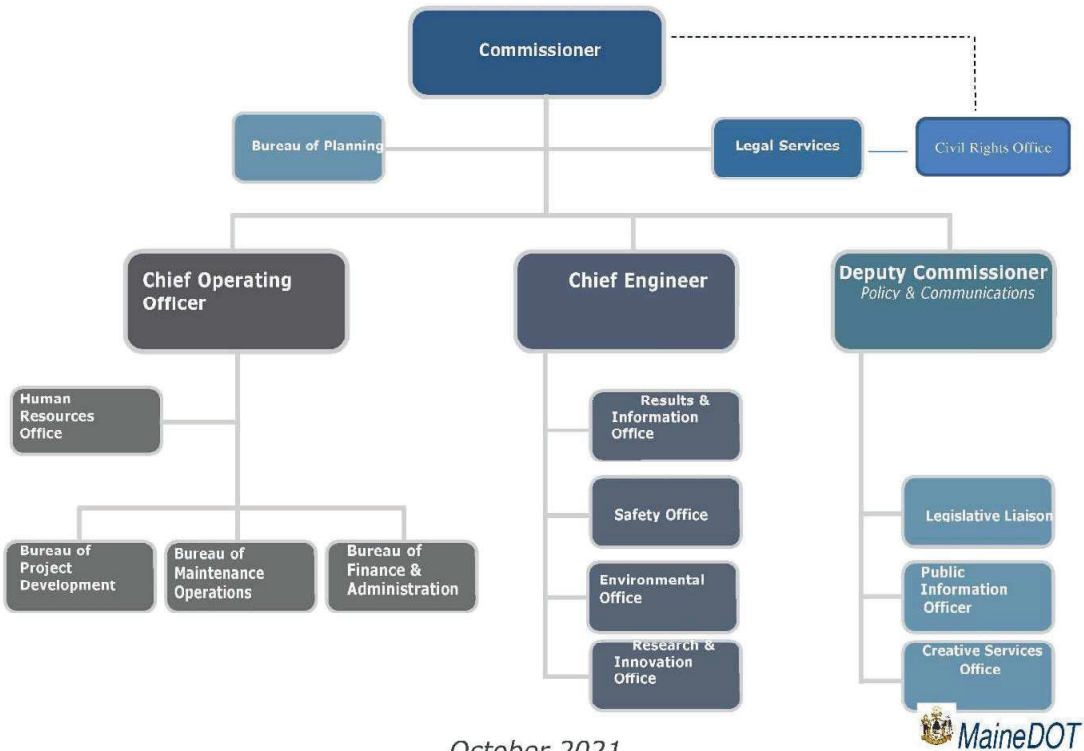 Commissioner
Bureau of Planning
Legal Services
Civil Rights Office
Chief Operating
Officer
Chief Engineer
Deputy Commissioner
Policy & Communications
Human
Resources
Office
Bureau of
Project
Development
Bureau of
Maintenance
Operations
Bureau of
Finance &
Administration
Results &
Information
Office
Safety Office
Environmental
Office
Research &
Innovation
Office
Legislative Liaison
Public
Information
Officer
Creative Services
Office
October 2021
MaineDOT